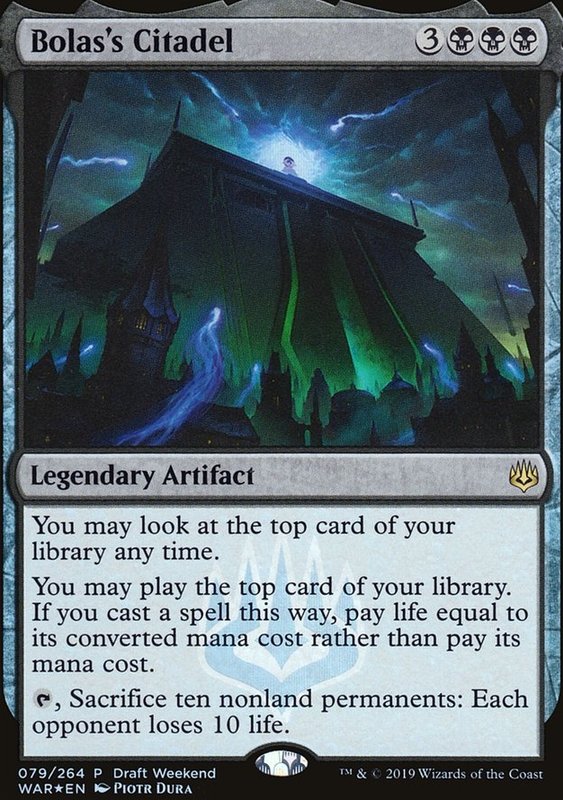 Bolas's Citadel 3
Legendary Artifact
You may look at the top card of your
library any time.
You may play the top card of your library.
If you cast a spell this way, pay life equal to
its converted mana cost rather than pay its
mana cost.
, Sacrifice ten nonland permanents: Each
opponent loses 10 life.
079/264 P Draft Weekend
WAR★EN Piotr Dura
™ & © 2019 Wizards of the Coast